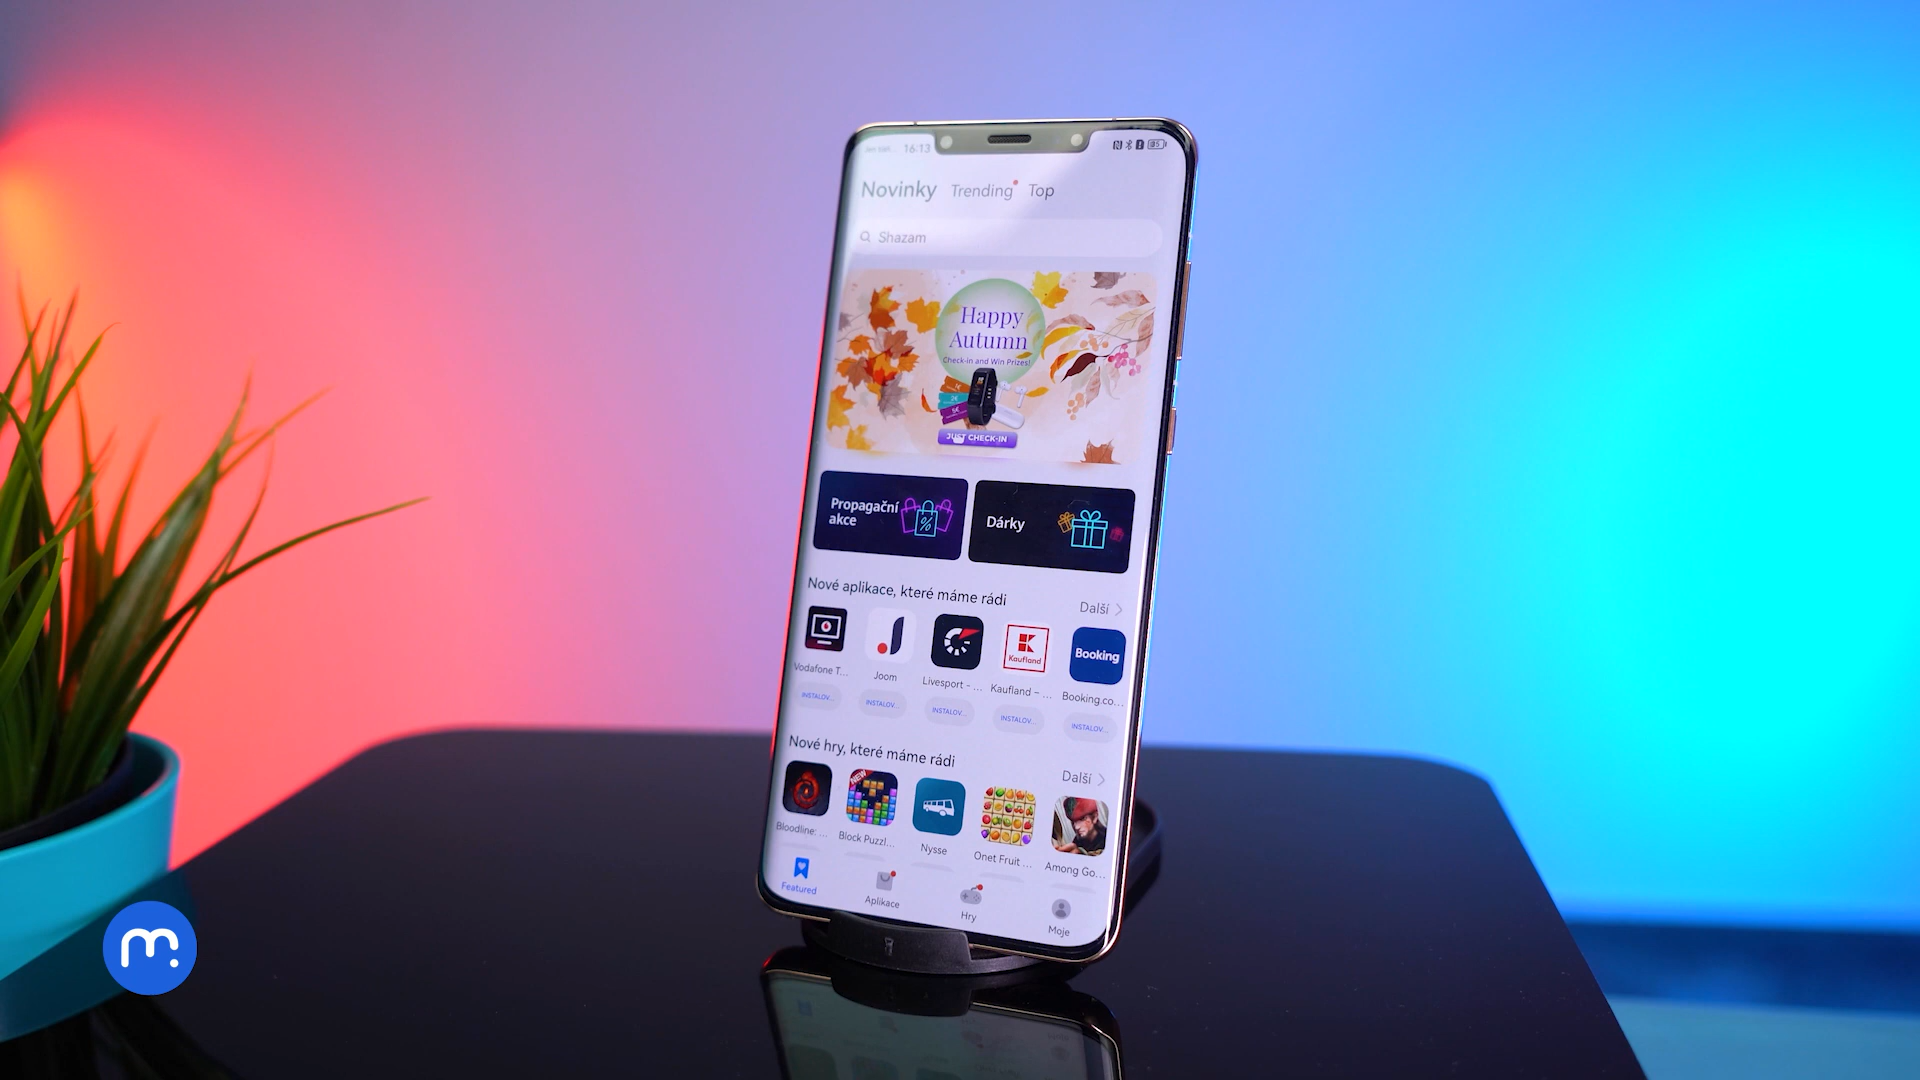 16:13
Novinky Trending Top
Shazam
Happy
Autumn
Check-in and Win Prizes!
JUST CHECK-IN
Propagační
akce
%
Dárky
Nové aplikace, které máme rádi
Další
Kaufland
Booking
Vodafone T...
Joom
Livesport - ...
Kaufland – ...
Booking.co...
INSTALOV...
INSTALOV...
INSTALOV...
INSTALOV...
INSTALOV...
Nové hry, které máme rádi
Další
NEW
Bloodline: ...
Block Puzzl...
Nysse
Onet Fruit ...
Among Go...
Featured
Aplikace
Hry
Moje
m.